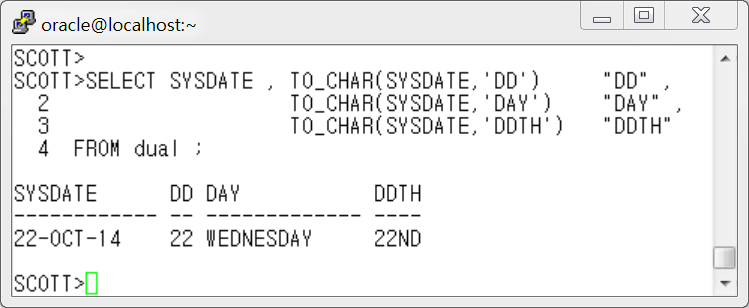 oracle@localhost:~
SCOTT>
SCOTT>SELECT SYSDATE , TO_CHAR(SYSDATE,'DD')      "DD" ,
  2                    TO_CHAR(SYSDATE,'DAY')     "DAY" ,
  3                    TO_CHAR(SYSDATE,'DDTH')    "DDTH"
  4  FROM dual ;
SYSDATE      DD DAY           DDTH
------------ -- ------------- ----
22-OCT-14    22 WEDNESDAY     22ND
SCOTT>